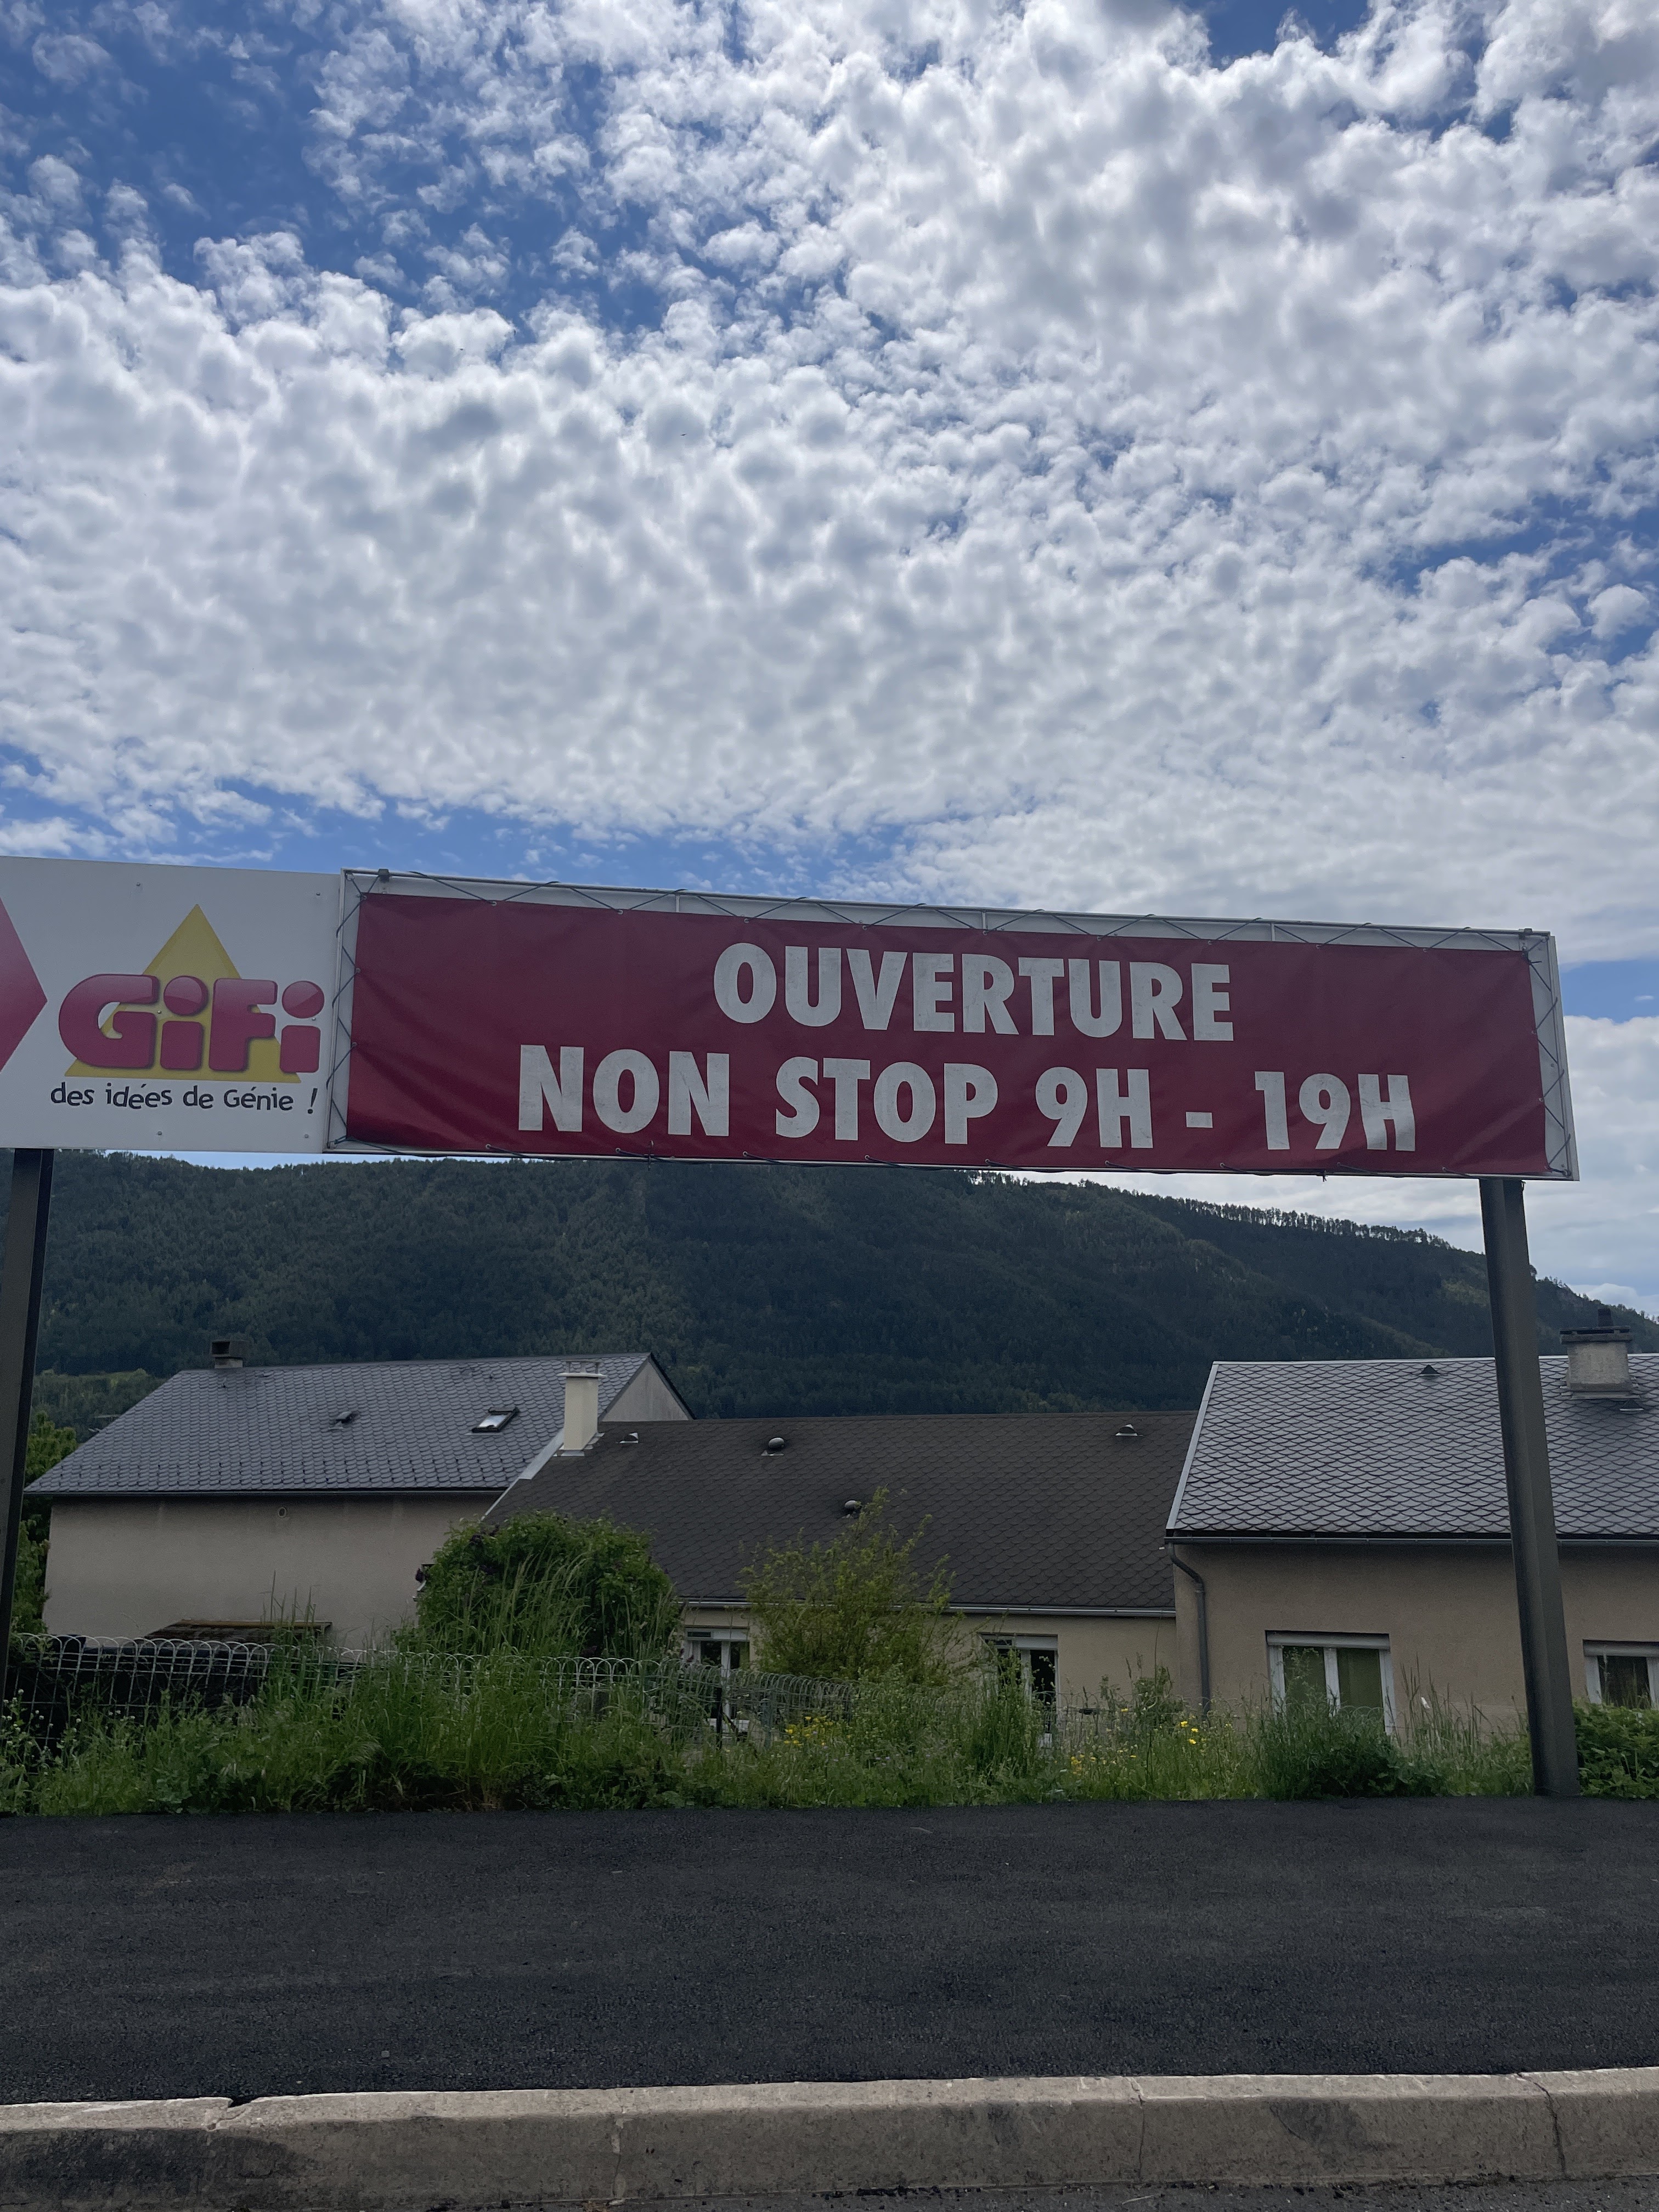 GiFi
des idées de Génie !
OUVERTURE
NON STOP 9H - 19H